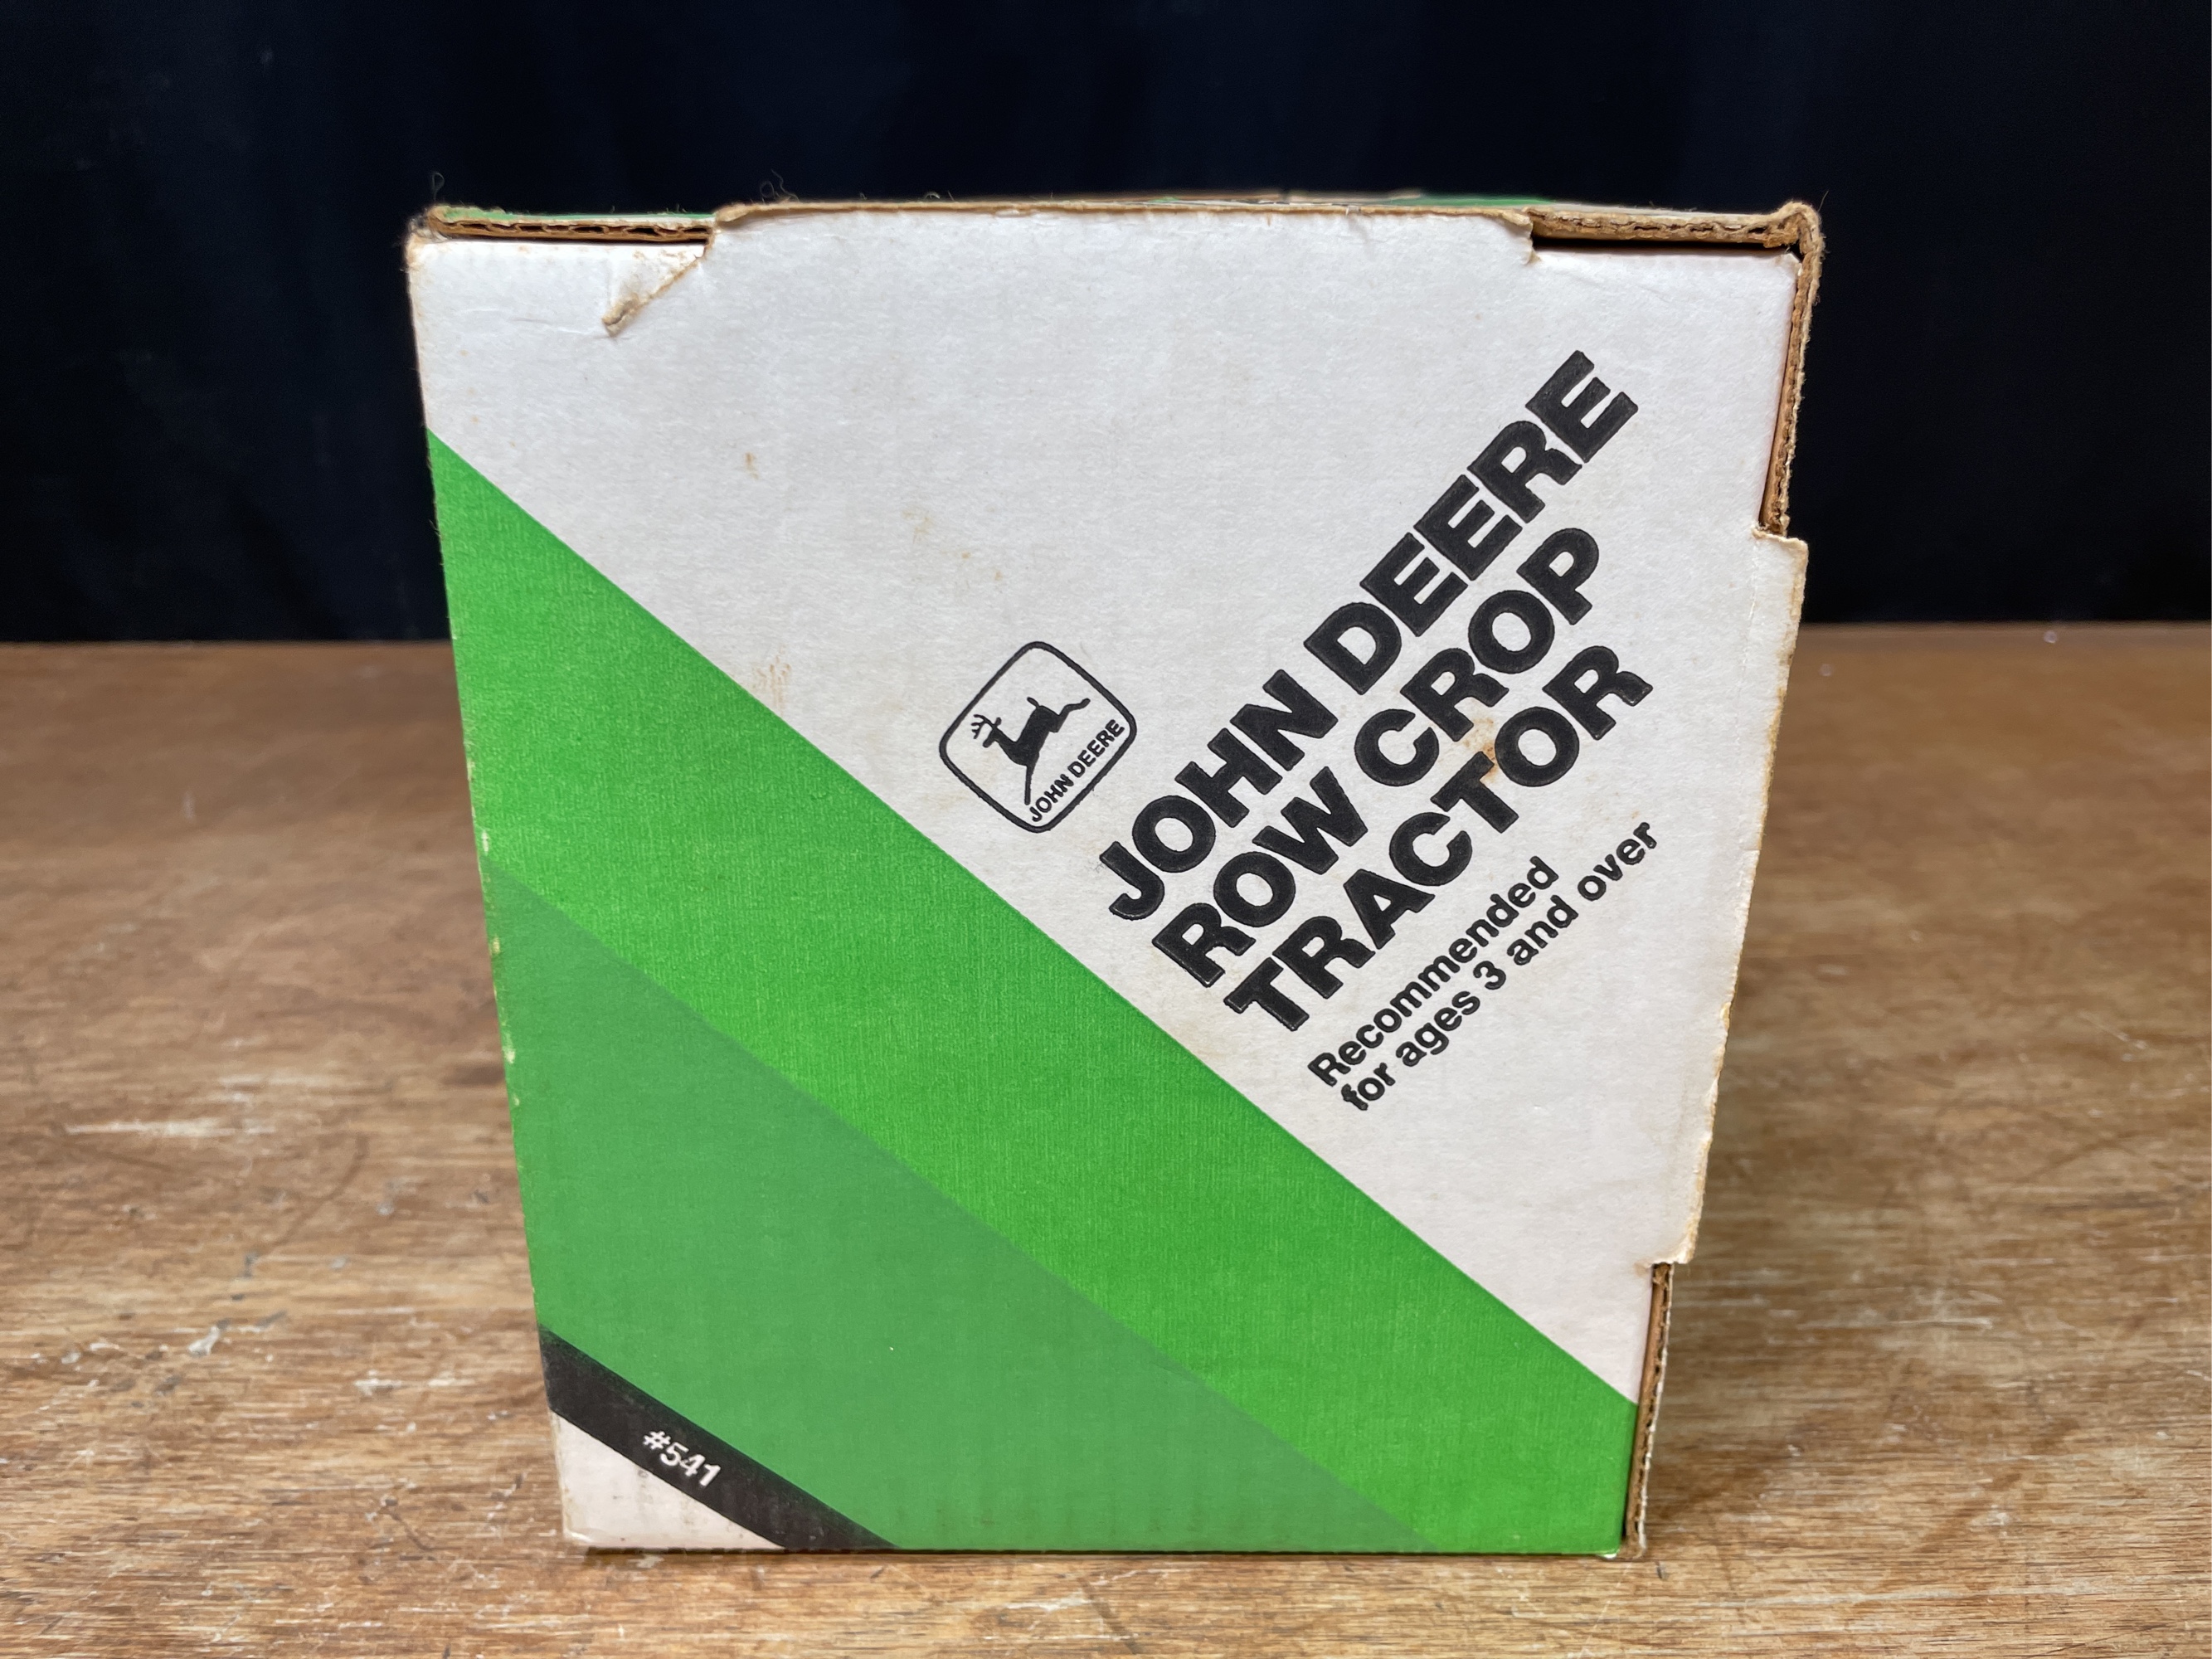 JOHN DEERE
JOHN DEERE
ROW CROP
TRACTOR
Recommended
for ages 3 and over
#541